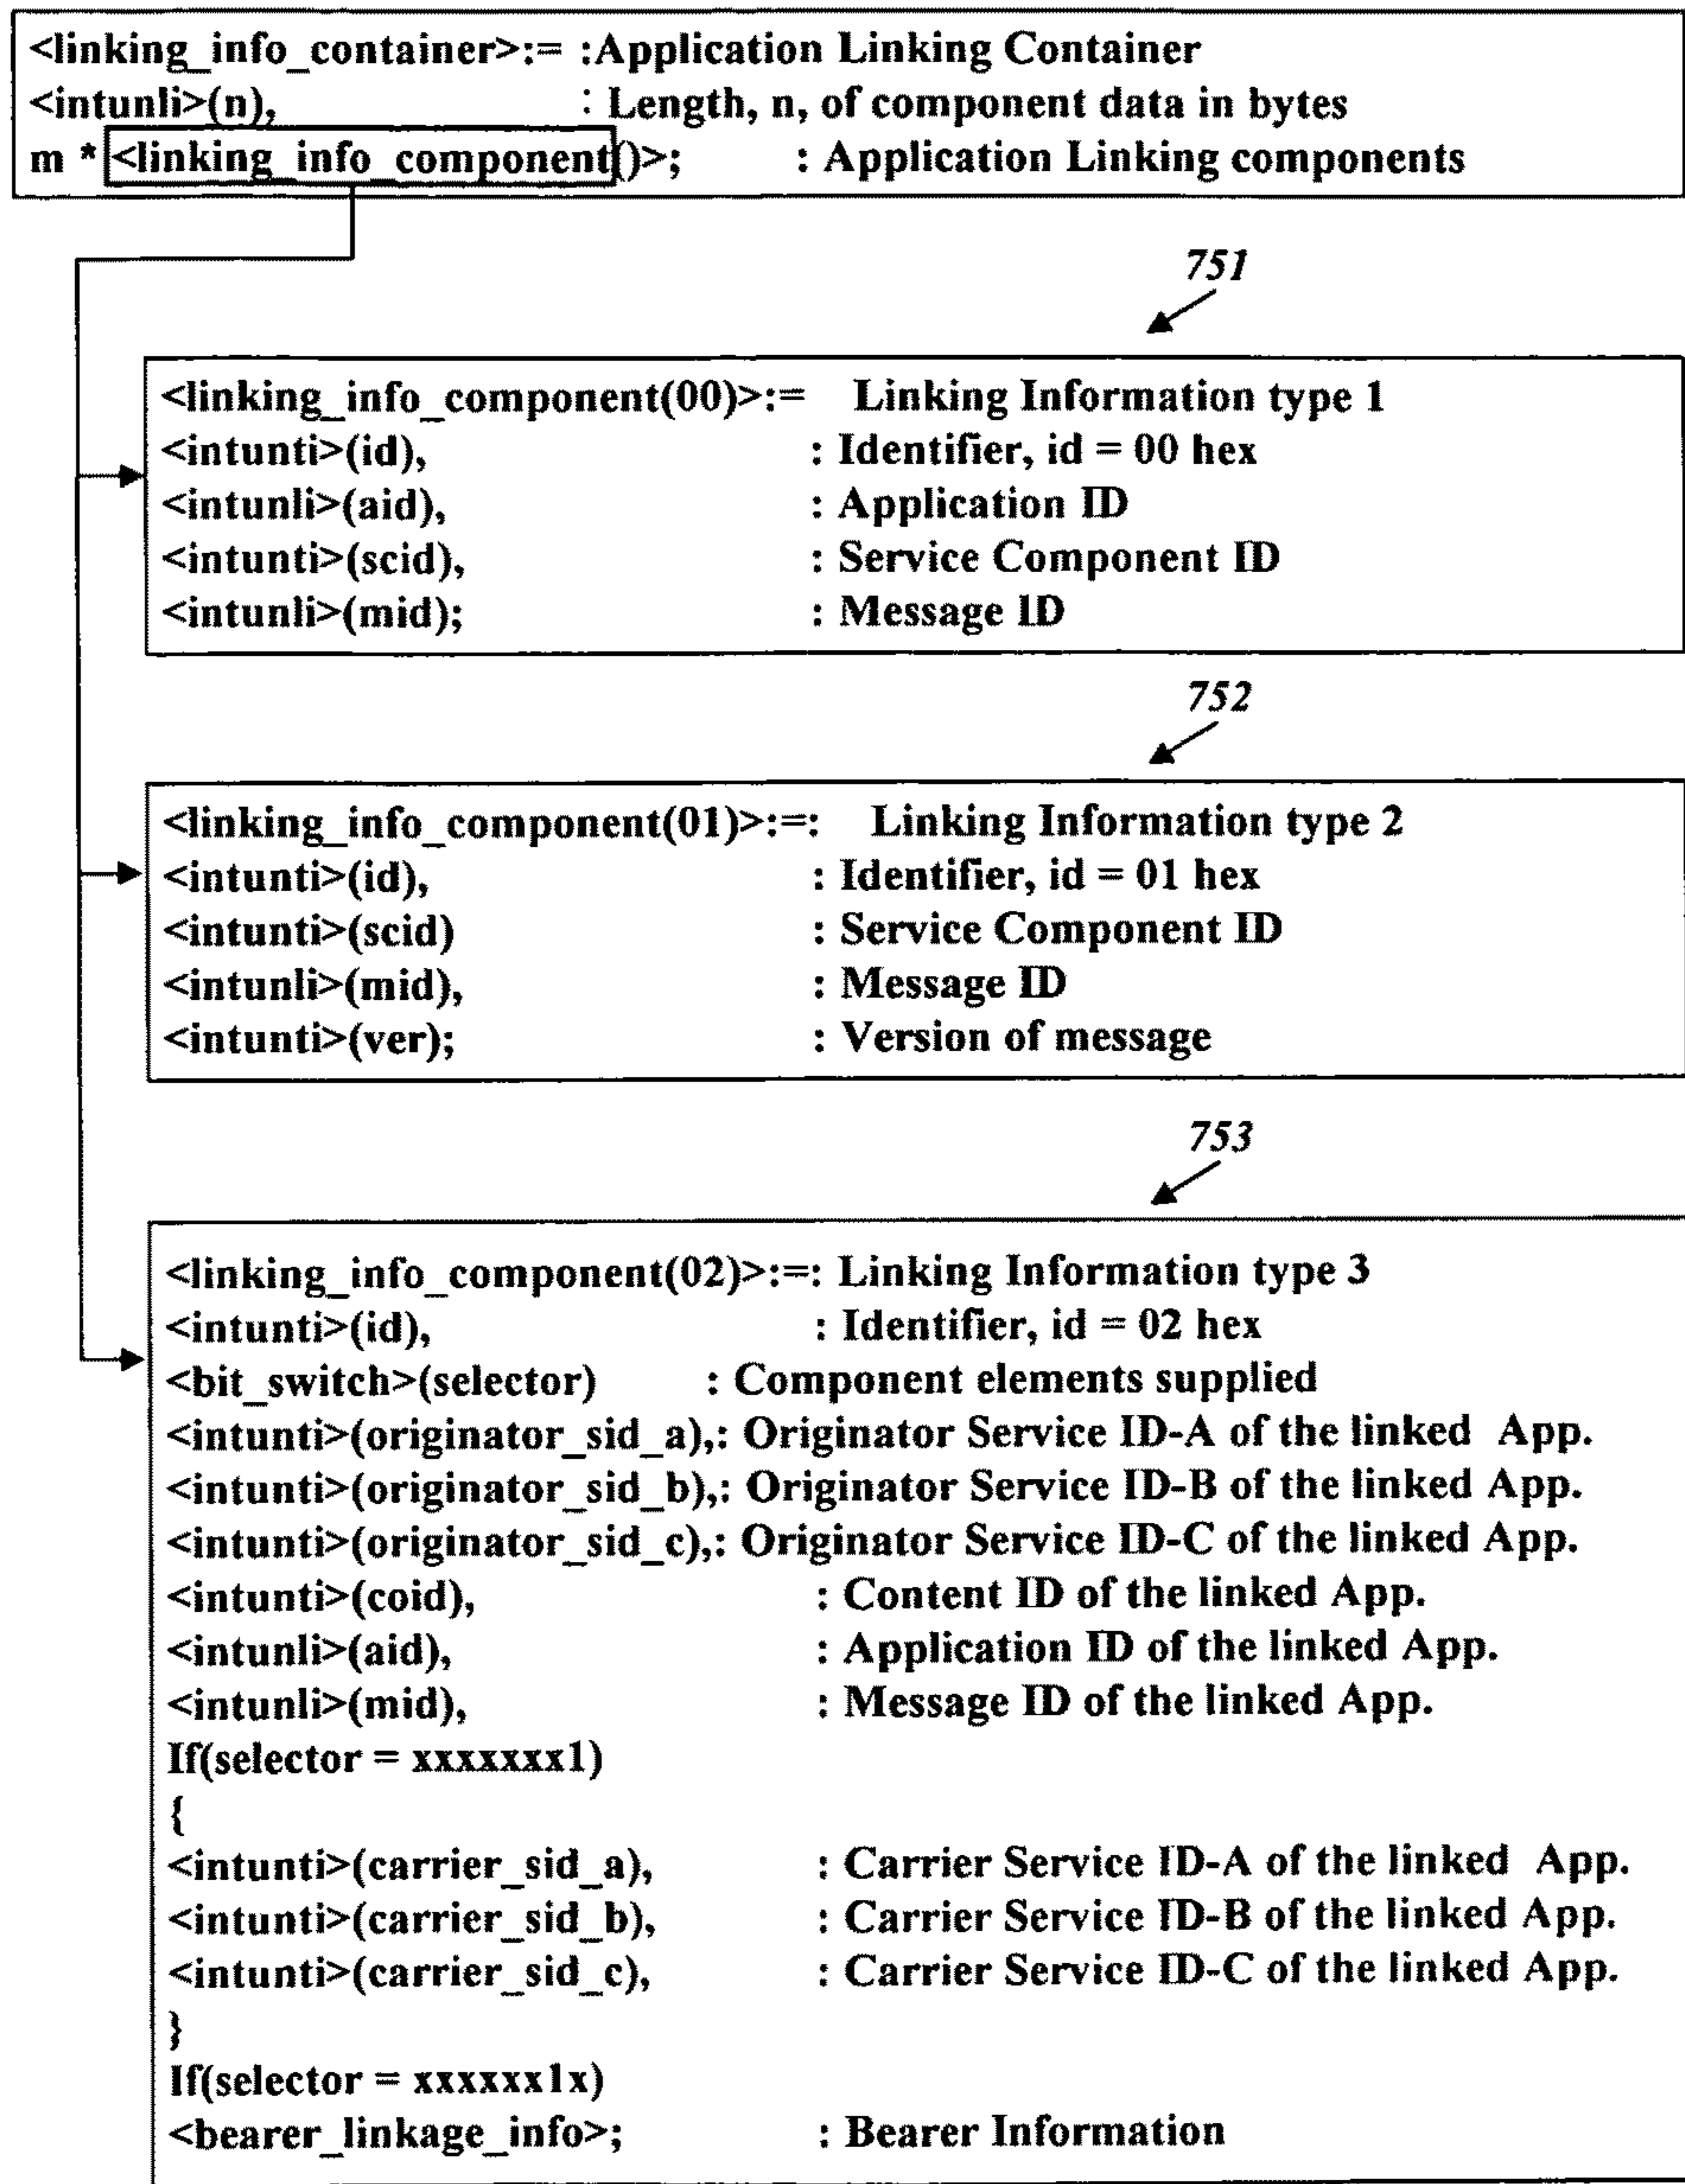 <linking_info_container>:= :Application Linking Container
<intunli>(n), : Length, n, of component data in bytes
m * <linking_info_component()>; : Application Linking components
751
<linking_info_component(00)>:= Linking Information type 1
<intunti>(id), : Identifier, id = 00 hex
<intunli>(aid), : Application ID
<intunti>(scid), : Service Component ID
<intunli>(mid); : Message ID
752
<linking_info_component(01)>:=: Linking Information type 2
<intunti>(id), : Identifier, id = 01 hex
<intunti>(scid) : Service Component ID
<intunli>(mid), : Message ID
<intunti>(ver); : Version of message
753
<linking_info_component(02)>:=: Linking Information type 3
<intunti>(id), : Identifier, id = 02 hex
<bit_switch>(selector) : Component elements supplied
<intunti>(originator_sid_a),: Originator Service ID-A of the linked App.
<intunti>(originator_sid_b),: Originator Service ID-B of the linked App.
<intunti>(originator_sid_c),: Originator Service ID-C of the linked App.
<intunti>(coid), : Content ID of the linked App.
<intunli>(aid), : Application ID of the linked App.
<intunli>(mid), : Message ID of the linked App.
If(selector = xxxxxxx1)
{
<intunti>(carrier_sid_a), : Carrier Service ID-A of the linked App.
<intunti>(carrier_sid_b), : Carrier Service ID-B of the linked App.
<intunti>(carrier_sid_c), : Carrier Service ID-C of the linked App.
}
If(selector = xxxxxx1x)
<bearer_linkage_info>; : Bearer Information